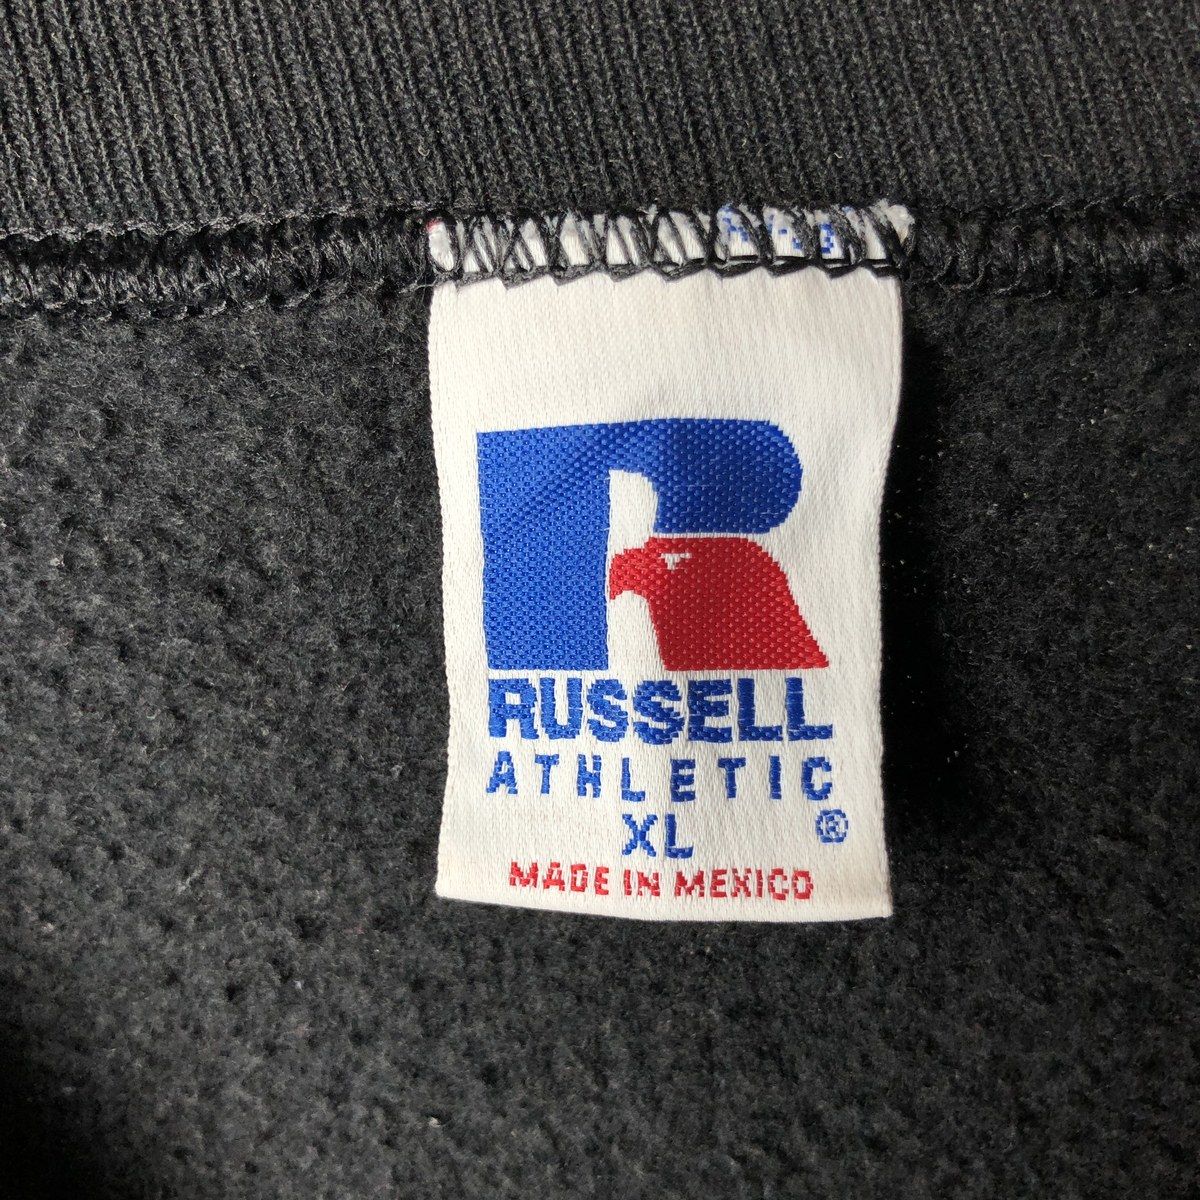 RUSSELL
ATHLETIC
XL ®
MADE IN MEXICO